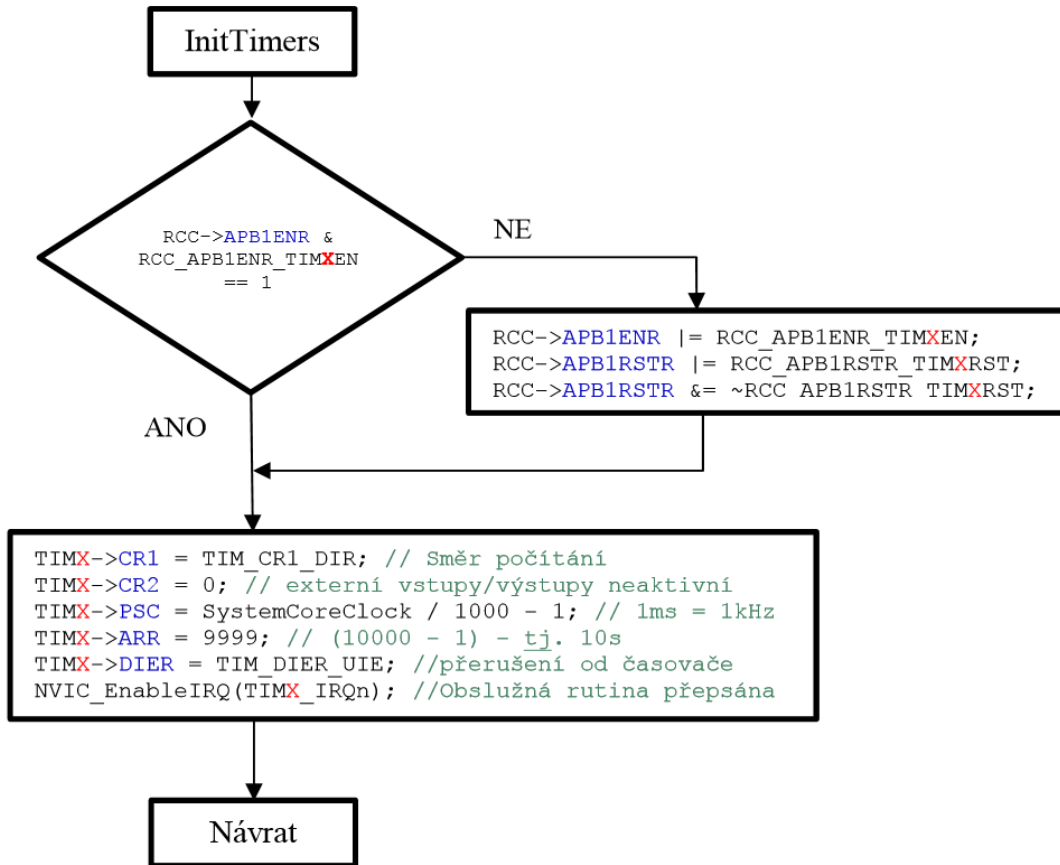 InitTimers
RCC->APB1ENR &
RCC_APB1ENR_TIMXEN
== 1
NE
RCC->APB1ENR |= RCC_APB1ENR_TIMXEN;
RCC->APB1RSTR |= RCC_APB1RSTR_TIMXRST;
RCC->APB1RSTR &= ~RCC APB1RSTR TIMXRST;
ANO
TIMX->CR1 = TIM_CR1_DIR; // Směr počítání
TIMX->CR2 = 0; // externí vstupy/výstupy neaktivní
TIMX->PSC = SystemCoreClock / 1000 - 1; // 1ms = 1kHz
TIMX->ARR = 9999; // (10000 - 1) - tj. 10s
TIMX->DIER = TIM_DIER_UIE; //přerušení od časovače
NVIC_EnableIRQ(TIMX_IRQn); //Obslužná rutina přepsána
Návrat